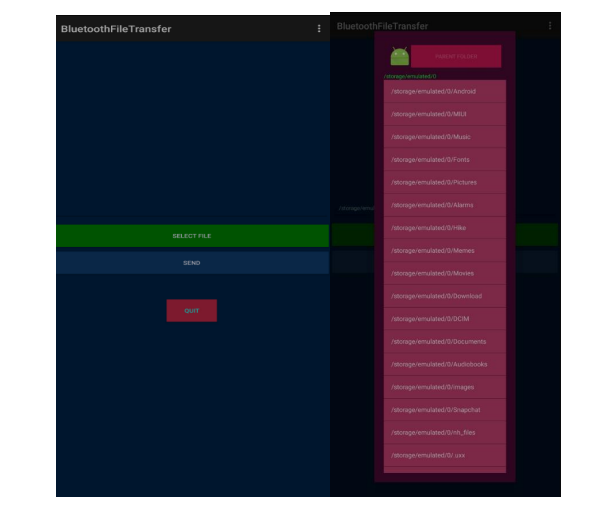 BluetoothFileTransfer
SELECT FILE
SEND
QUIT
BluetoothFileTransfer
PARENT FOLDER
/storage/emulated/0
/storage/emulated/0/Android
/storage/emulated/0/MIUI
/storage/emulated/0/Music
/storage/emulated/0/Fonts
/storage/emulated/0/Pictures
/storage/emulated/0/Alarms
/storage/emul
/storage/emulated/0/Hike
/storage/emulated/0/Memes
/storage/emulated/0/Movies
/storage/emulated/0/Download
/storage/emulated/0/DCIM
/storage/emulated/0/Documents
/storage/emulated/0/Audiobooks
/storage/emulated/0/images
/storage/emulated/0/Snapchat
/storage/emulated/0/nh_files
/storage/emulated/0/.uxx